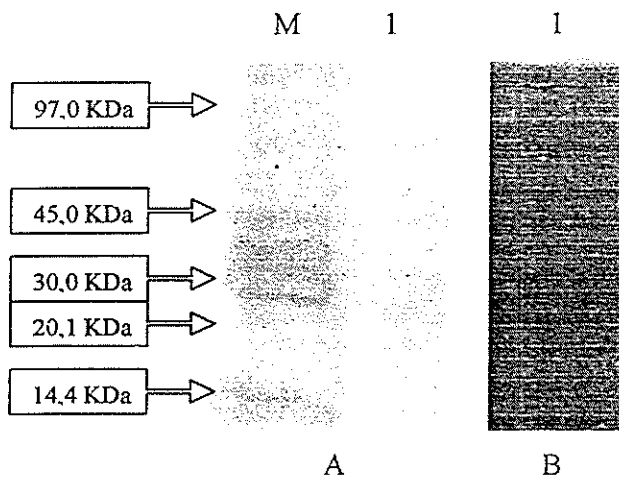 M 1 1
97,0 KDa
45,0 KDa
30,0 KDa
20,1 KDa
14,4 KDa
A B